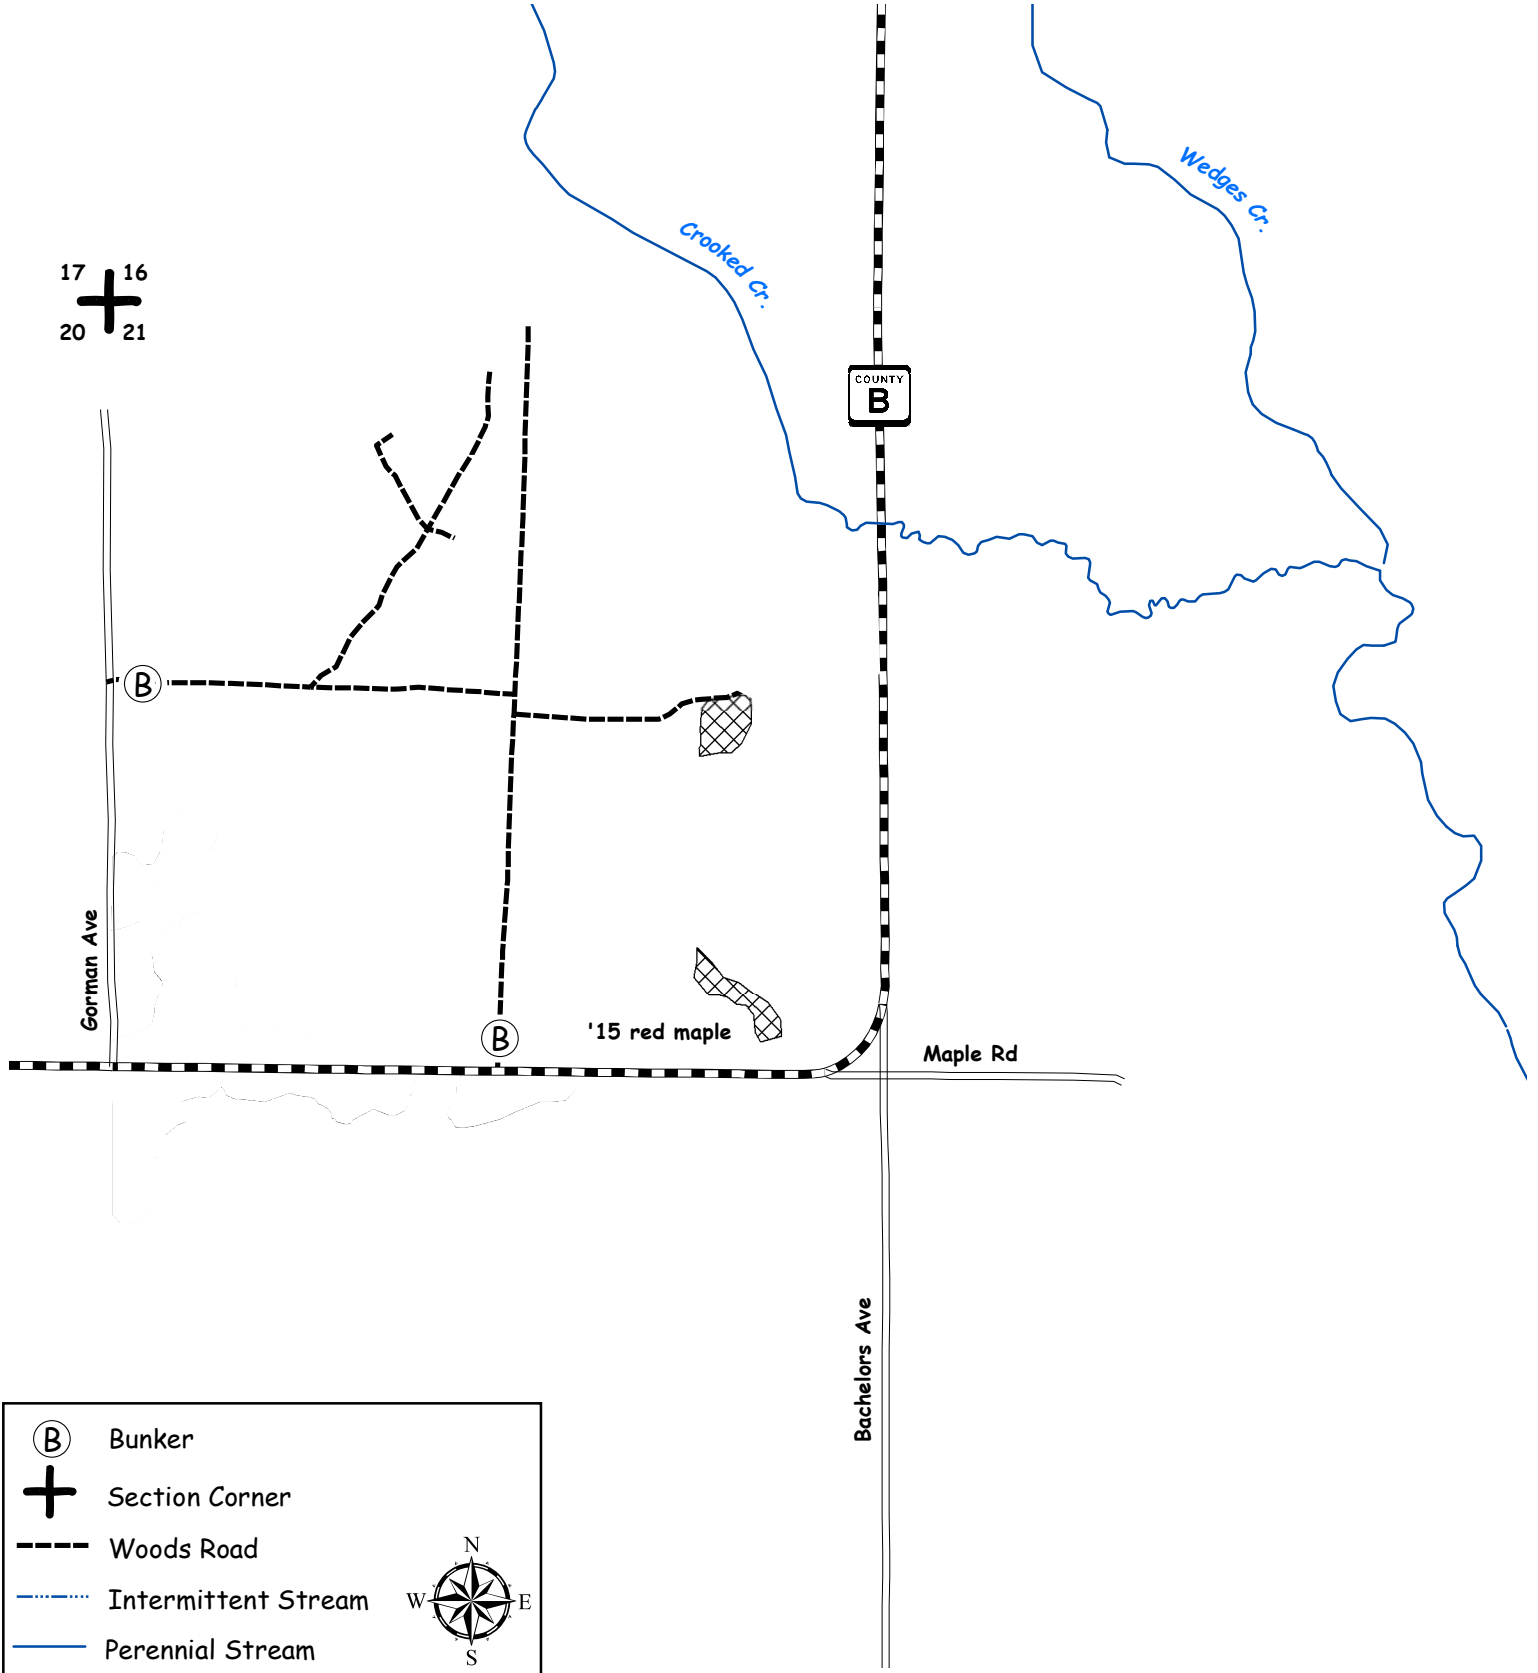 Wedges Cr.
Crooked Cr.
17 16
20 21
COUNTY
B
B
Gorman Ave
B
'15 red maple
Maple Rd
Bachelors Ave
B Bunker
Section Corner
Woods Road
Intermittent Stream
Perennial Stream
N
W E
S